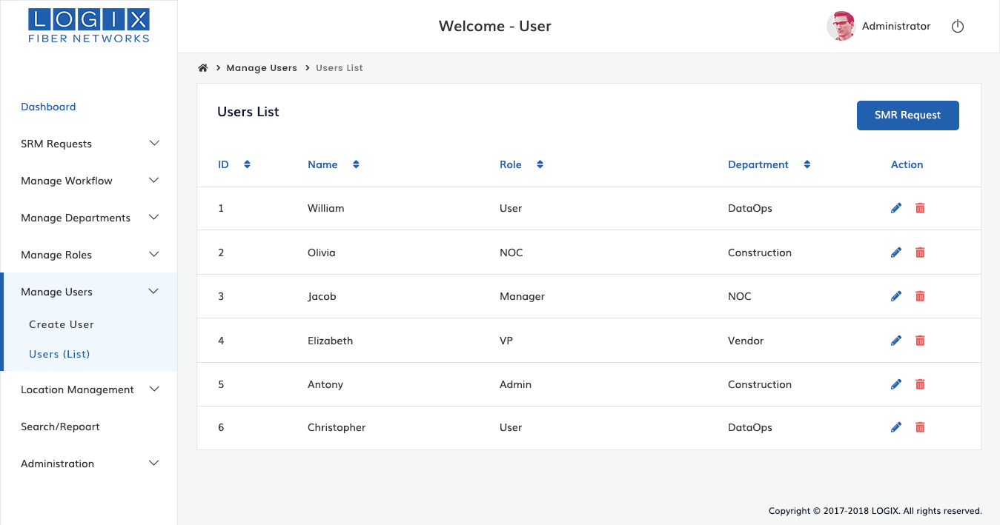 LOGIX
FIBER NETWORKS
Welcome - User
Administrator
Manage Users
Users List
Dashboard
SRM Requests
Manage Workflow
Manage Departments
Manage Roles
Manage Users
Create User
Users (List)
Location Management
Search/Repoart
Administration
Users List
SMR Request
ID Name Role Department Action
1 William User DataOps
2 Olivia NOC Construction
3 Jacob Manager NOC
4 Elizabeth VP Vendor
5 Antony Admin Construction
6 Christopher User DataOps
Copyright © 2017-2018 LOGIX. All rights reserved.